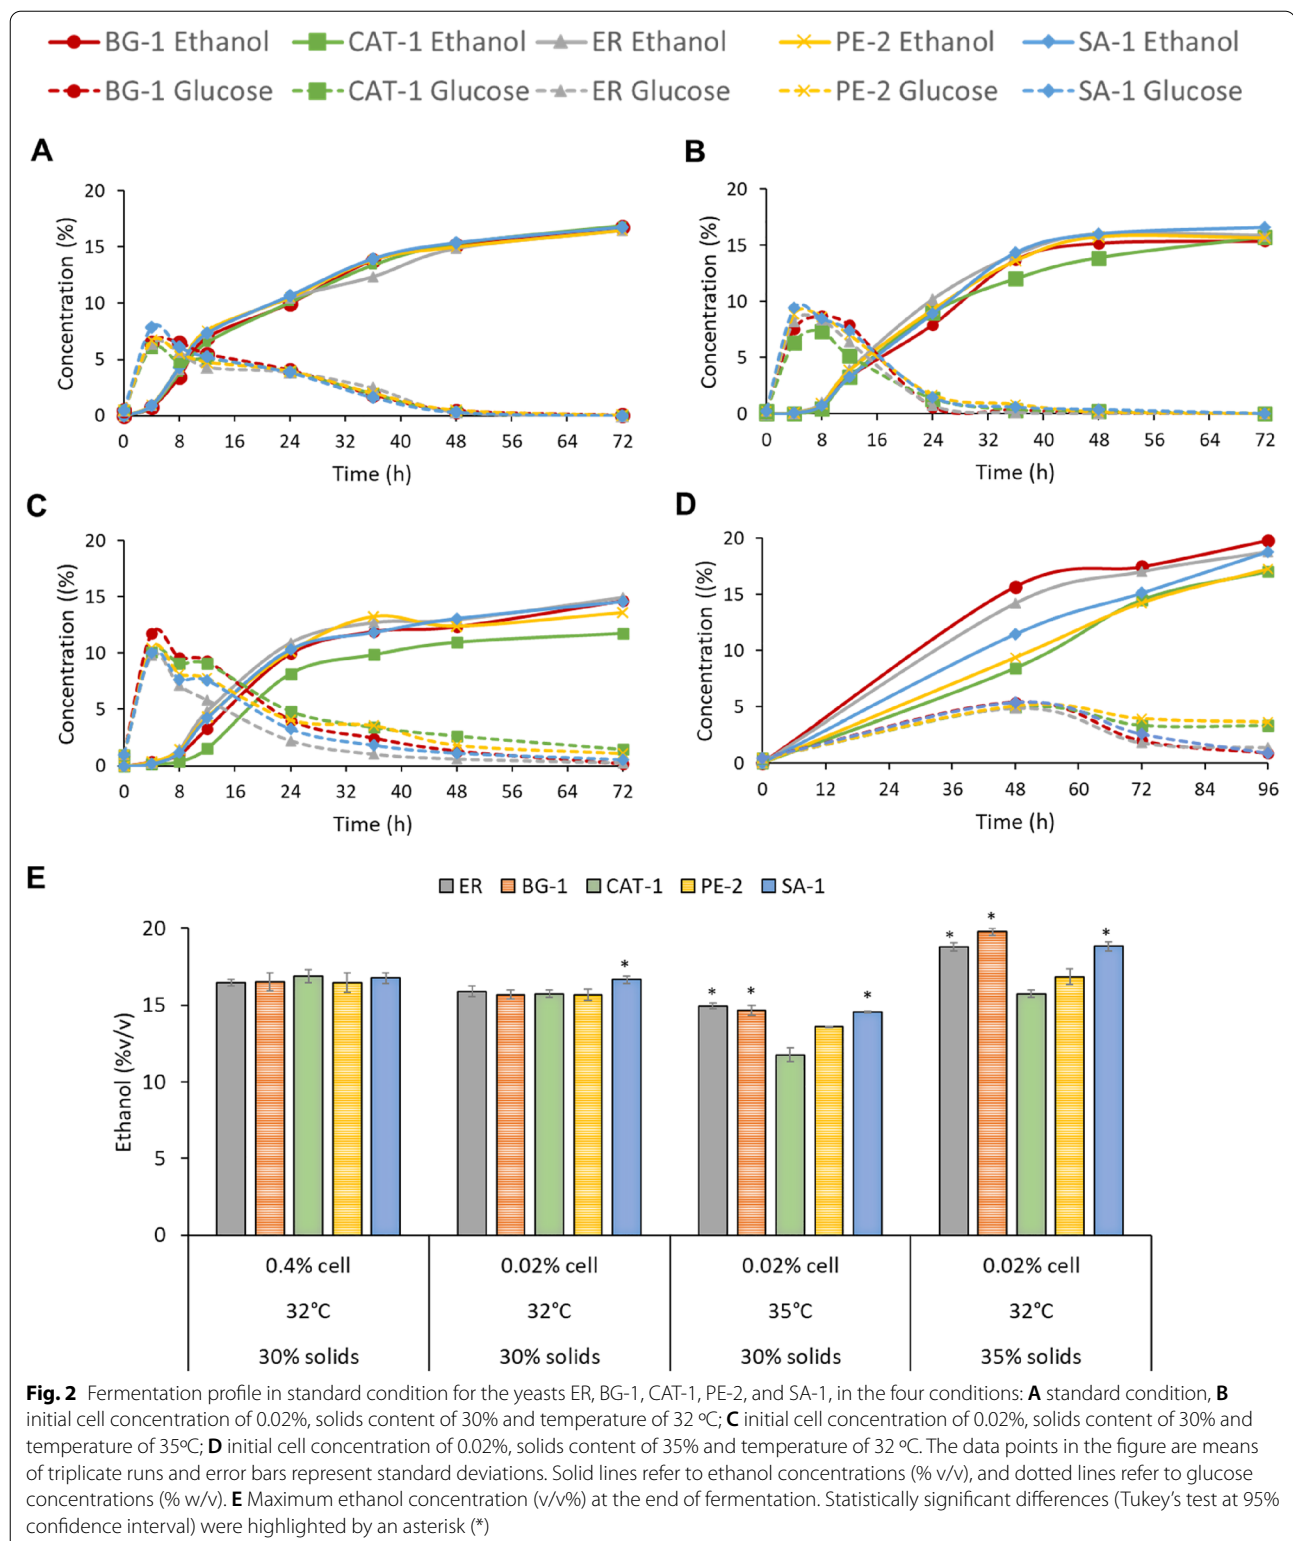 BG-1 Ethanol CAT-1 Ethanol ER Ethanol PE-2 Ethanol SA-1 Ethanol
BG-1 Glucose CAT-1 Glucose ER Glucose PE-2 Glucose SA-1 Glucose
A
Concentration (%)
20
15
10
5
0
0 8 16 24 32 40 48 56 64 72
Time (h)
B
Concentration (%)
20
15
10
5
0
0 8 16 24 32 40 48 56 64 72
Time (h)
C
Concentration ((%)
20
15
10
5
0
0 8 16 24 32 40 48 56 64 72
Time (h)
D
Concentration ((%)
20
15
10
5
0
0 12 24 36 48 60 72 84 96
Time (h)
E
ER BG-1 CAT-1 PE-2 SA-1
Ethanol (%v/v)
20
15
10
5
0
* * * * * * *
0.4% cell 0.02% cell 0.02% cell 0.02% cell
32°C 32°C 35°C 32°C
30% solids 30% solids 30% solids 35% solids
Fig. 2 Fermentation profile in standard condition for the yeasts ER, BG-1, CAT-1, PE-2, and SA-1, in the four conditions: A standard condition, B
initial cell concentration of 0.02%, solids content of 30% and temperature of 32 ºC; C initial cell concentration of 0.02%, solids content of 30% and
temperature of 35ºC; D initial cell concentration of 0.02%, solids content of 35% and temperature of 32 ºC. The data points in the figure are means
of triplicate runs and error bars represent standard deviations. Solid lines refer to ethanol concentrations (% v/v), and dotted lines refer to glucose
concentrations (% w/v). E Maximum ethanol concentration (v/v%) at the end of fermentation. Statistically significant differences (Tukey's test at 95%
confidence interval) were highlighted by an asterisk (*)